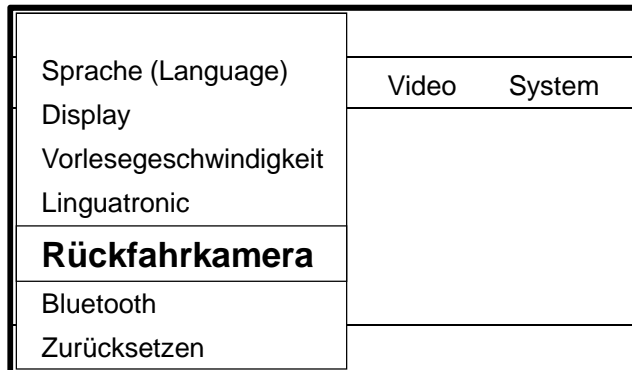 Sprache (Language)
Video System
Display
Vorlesegeschwindigkeit
Linguatronic
Rückfahrkamera
Bluetooth
Zurücksetzen